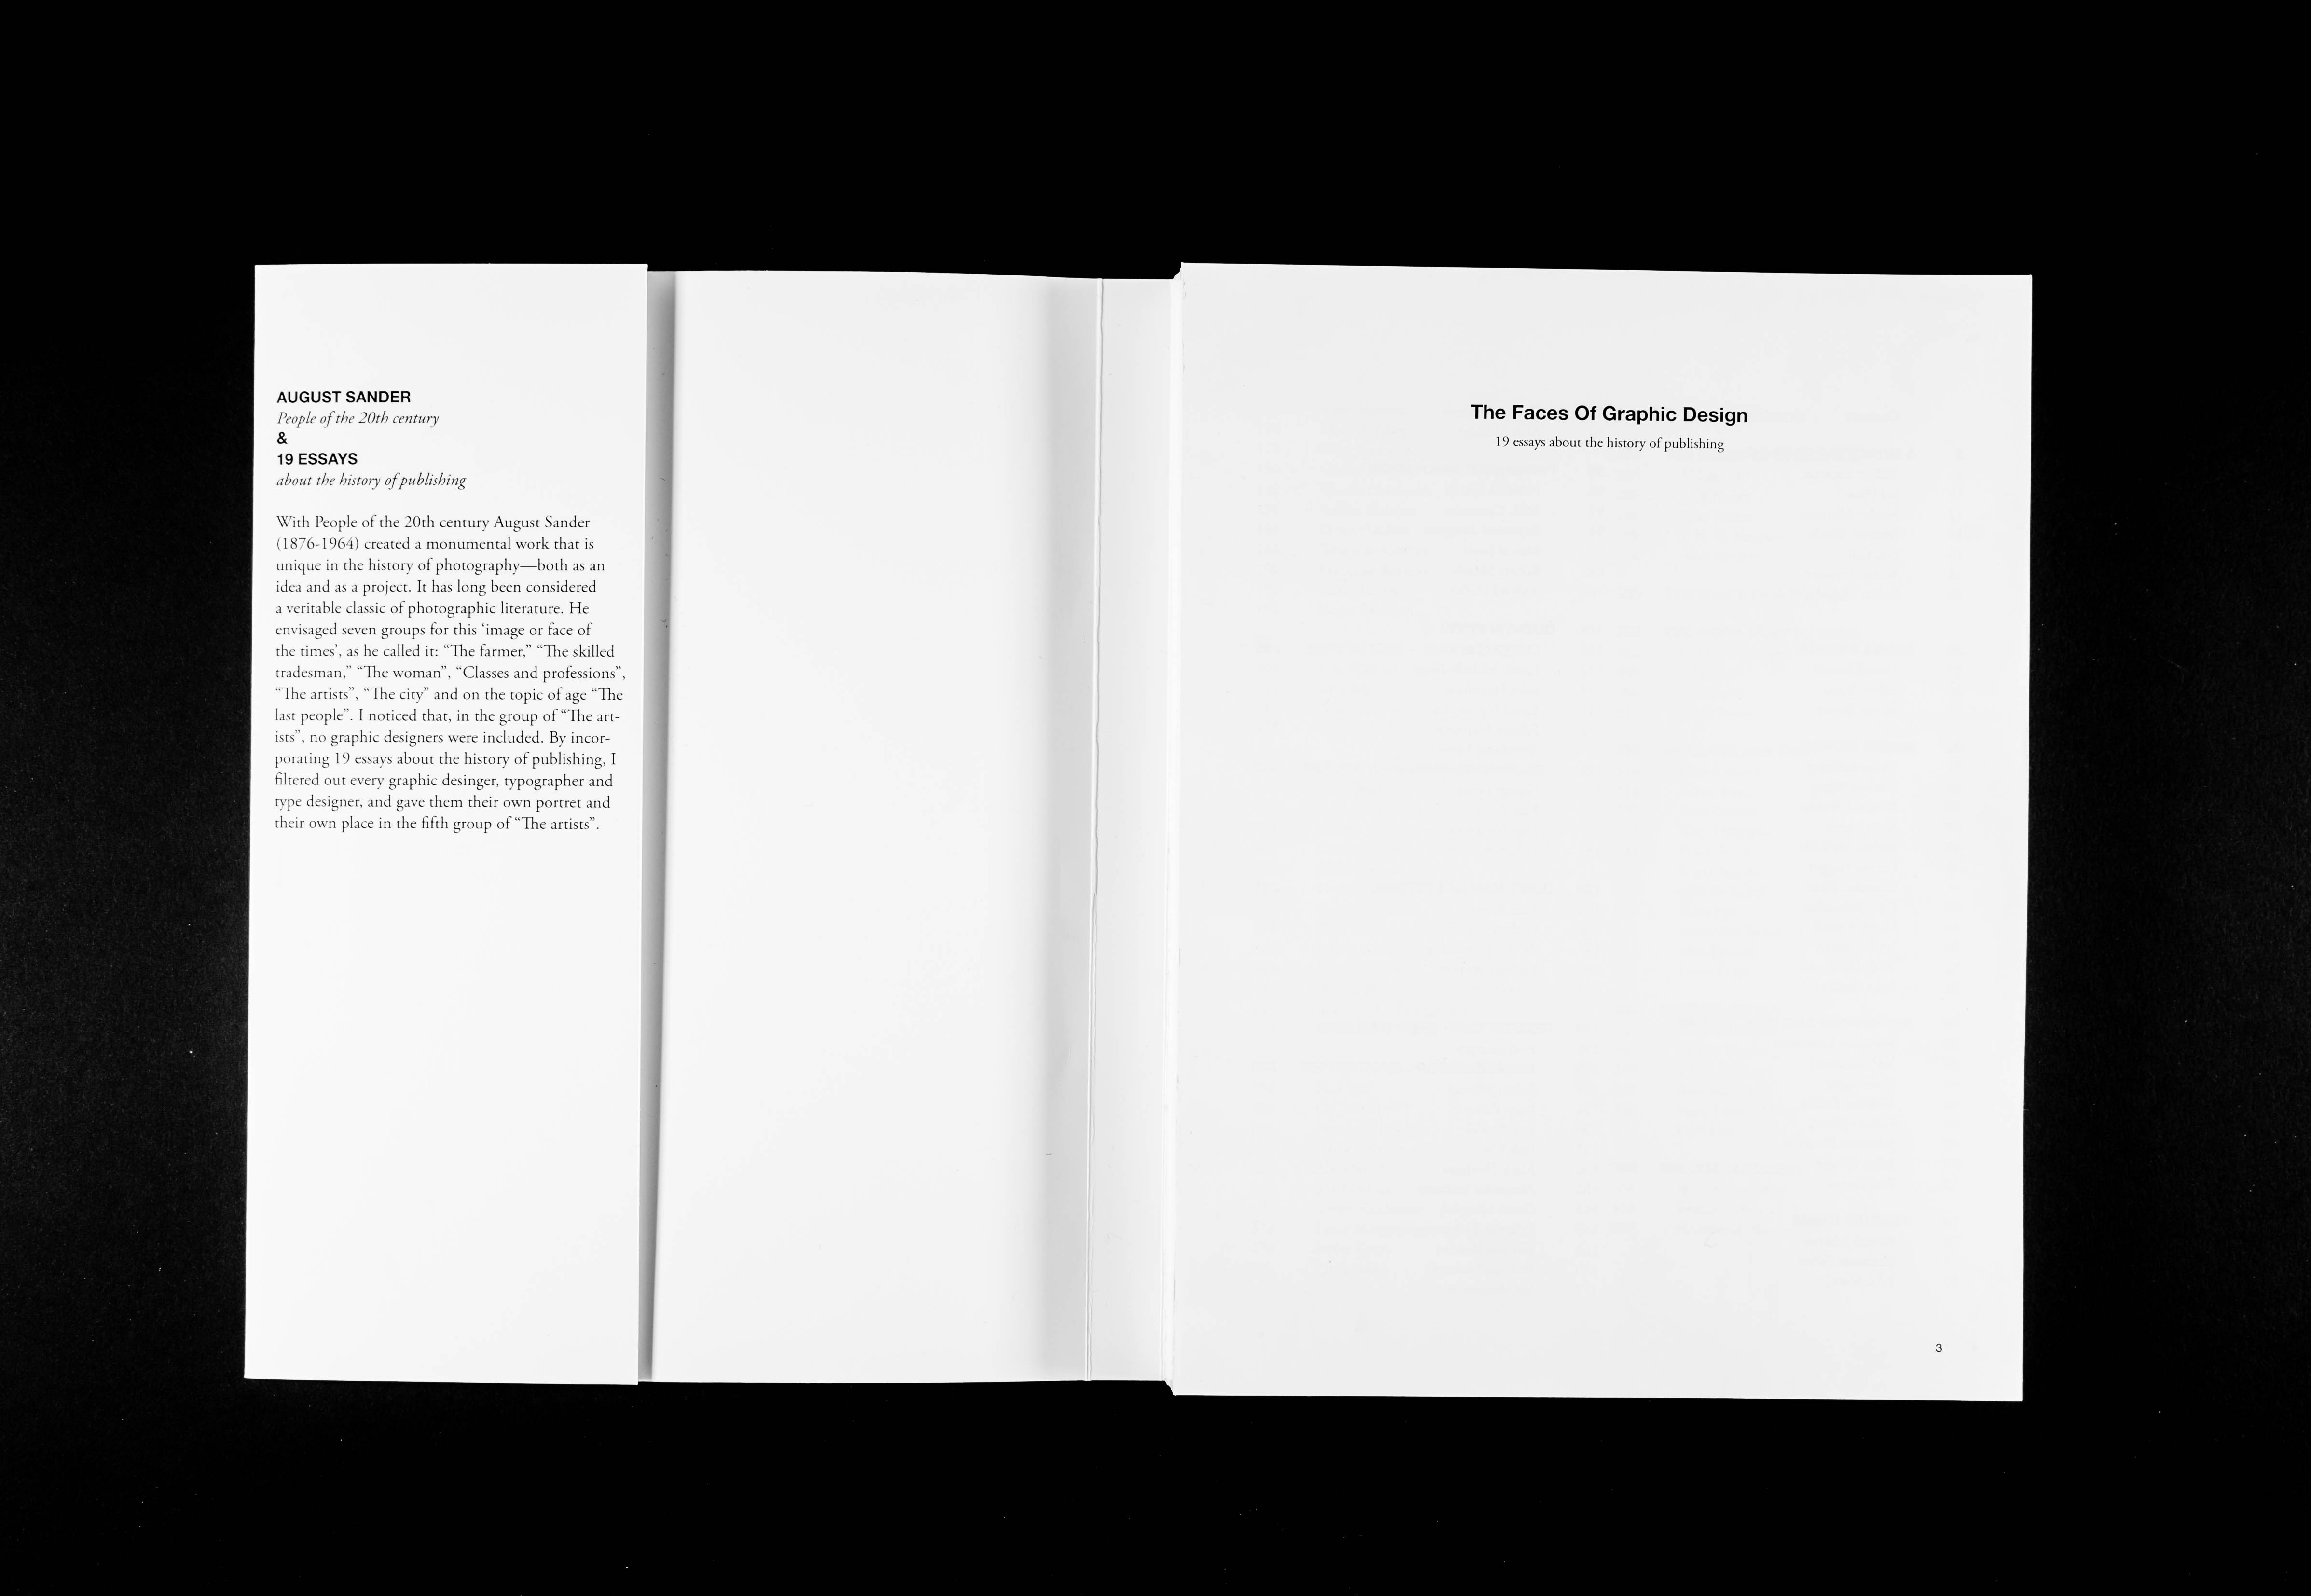 AUGUST SANDER
People of the 20th century
&
19 ESSAYS
about the history of publishing
With People of the 20th century August Sander
(1876-1964) created a monumental work that is
unique in the history of photography—both as an
idea and as a project. It has long been considered
a veritable classic of photographic literature. He
envisaged seven groups for this ‘image or face of
the times’, as he called it: “The farmer,” “The skilled
tradesman,” “The woman”, “Classes and professions”,
“The artists”, “The city” and on the topic of age “The
last people”. I noticed that, in the group of “The art-
ists”, no graphic designers were included. By incor-
porating 19 essays about the history of publishing, I
filtered out every graphic desinger, typographer and
type designer, and gave them their own portret and
their own place in the fifth group of “The artists”.
The Faces Of Graphic Design
19 essays about the history of publishing
3